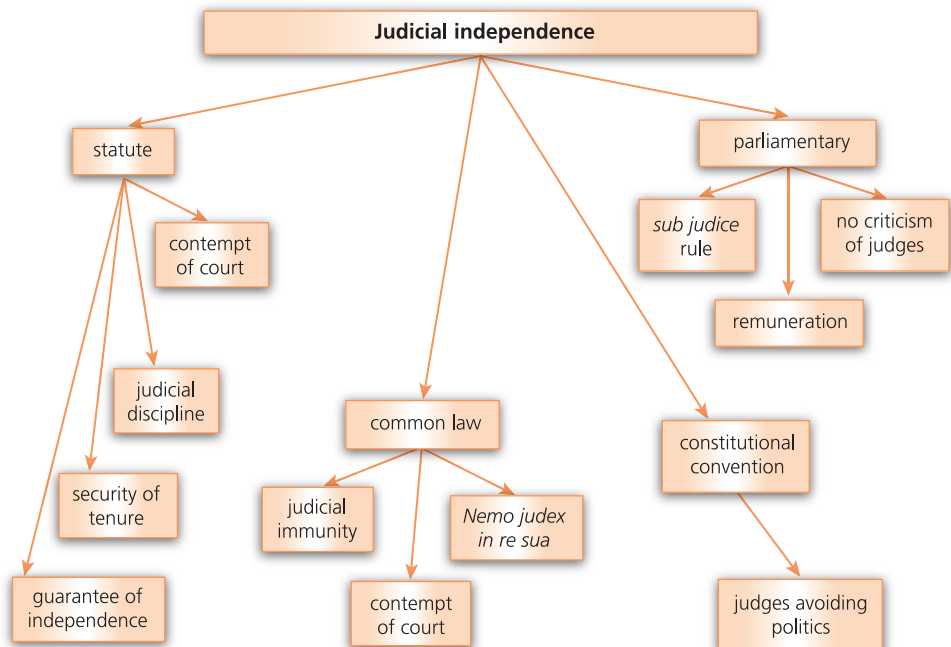 Judicial independence
statute
contempt
of court
judicial
discipline
security of
tenure
guarantee of
independence
common law
judicial
immunity
Nemo judex
in re sua
contempt
of court
constitutional
convention
judges avoiding
politics
parliamentary
sub judice
rule
no criticism
of judges
remuneration